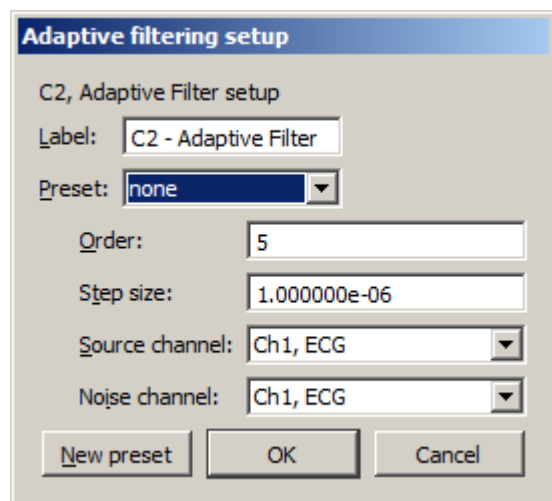 Adaptive filtering setup
C2, Adaptive Filter setup
Label: C2 - Adaptive Filter
Preset: none
Order: 5
Step size: 1.000000e-06
Source channel: Ch1, ECG
Noise channel: Ch1, ECG
New preset OK Cancel